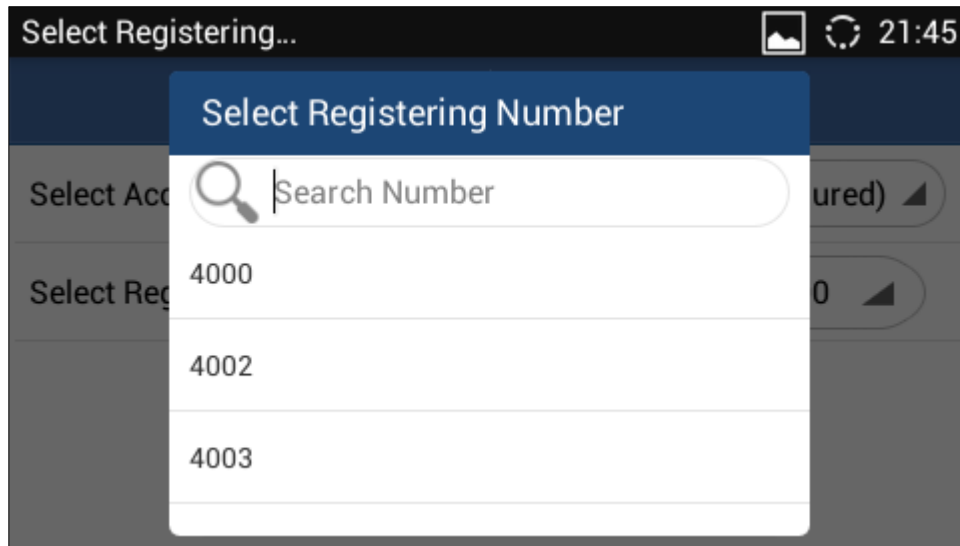 Select Registering... 21:45
Select Registering Number
Search Number
Select Acc ured)
4000
Select Reg 0
4002
4003